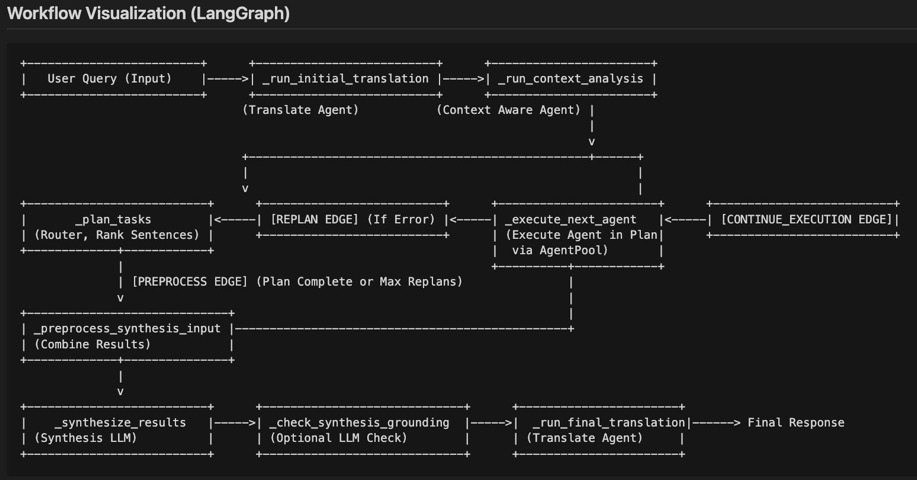 Workflow Visualization (LangGraph)
User Query (Input) -----> _run_initial_translation -----> _run_context_analysis
(Translate Agent) (Context Aware Agent)
v
v
_plan_tasks <----- [REPLAN EDGE] (If Error) <----- _execute_next_agent <----- [CONTINUE_EXECUTION EDGE]
(Router, Rank Sentences) (Execute Agent in Plan
via AgentPool)
[PREPROCESS EDGE] (Plan Complete or Max Replans)
v
_preprocess_synthesis_input
(Combine Results)
v
_synthesize_results -----> _check_synthesis_grounding -----> _run_final_translation ------> Final Response
(Synthesis LLM) (Optional LLM Check) (Translate Agent)